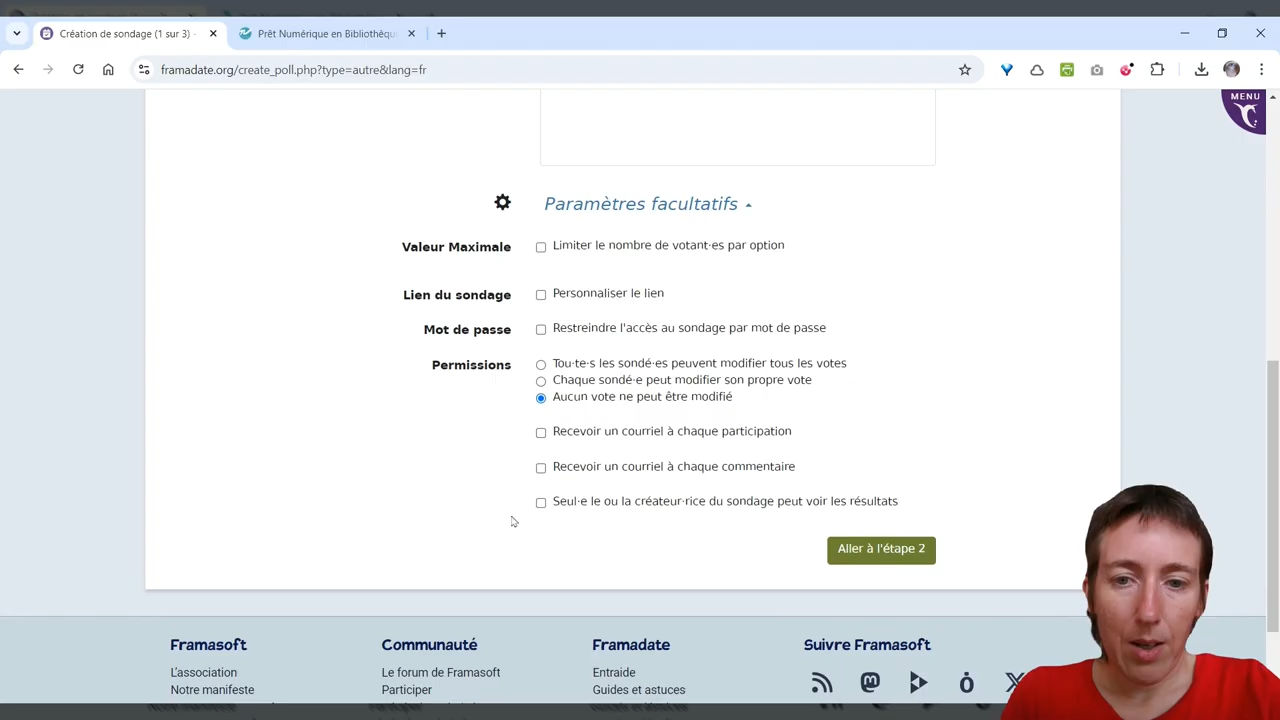 Création de sondage (1 sur 3) -
Prêt Numérique en Bibliothèqu
framadate.org/create_poll.php?type=autre&lang=fr
MENU
Paramètres facultatifs
Valeur Maximale
Limiter le nombre de votant·es par option
Lien du sondage
Personnaliser le lien
Mot de passe
Restreindre l'accès au sondage par mot de passe
Permissions
Tou·te·s les sondé·es peuvent modifier tous les votes
Chaque sondé·e peut modifier son propre vote
Aucun vote ne peut être modifié
Recevoir un courriel à chaque participation
Recevoir un courriel à chaque commentaire
Seul·e le ou la créateur·rice du sondage peut voir les résultats
Aller à l'étape 2
Framasoft
Communauté
Framadate
Suivre Framasoft
L'association
Le forum de Framasoft
Entraide
Notre manifeste
Participer
Guides et astuces